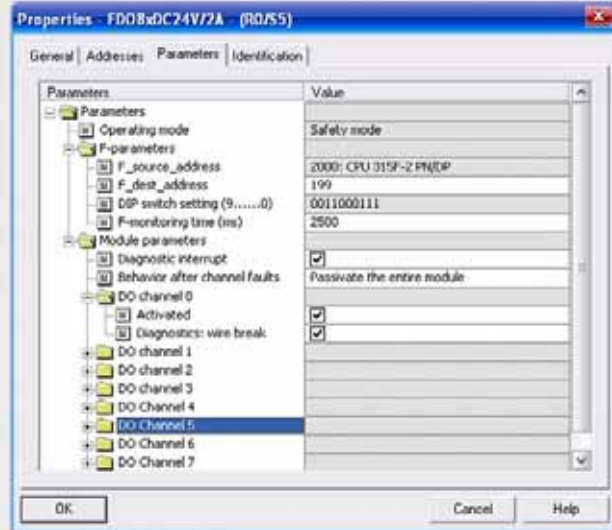 Properties - FDO8xDC24V/2A - (R0/S5)
General Addresses Parameters Identification
Parameters Value
Parameters
Operating mode Safety mode
F-parameters
F_source_address 2000: CPU 315F-2 PN/DP
F_dest_address 199
DIP switch setting (9......0) 0011000111
F-monitoring time (ms) 2500
Module parameters
Diagnostic interrupt
Behavior after channel faults Passivate the entire module
DO channel 0
Activated
Diagnostics: wire break
DO channel 1
DO channel 2
DO channel 3
DO Channel 4
DO Channel 5
DO Channel 6
DO Channel 7
OK Cancel Help